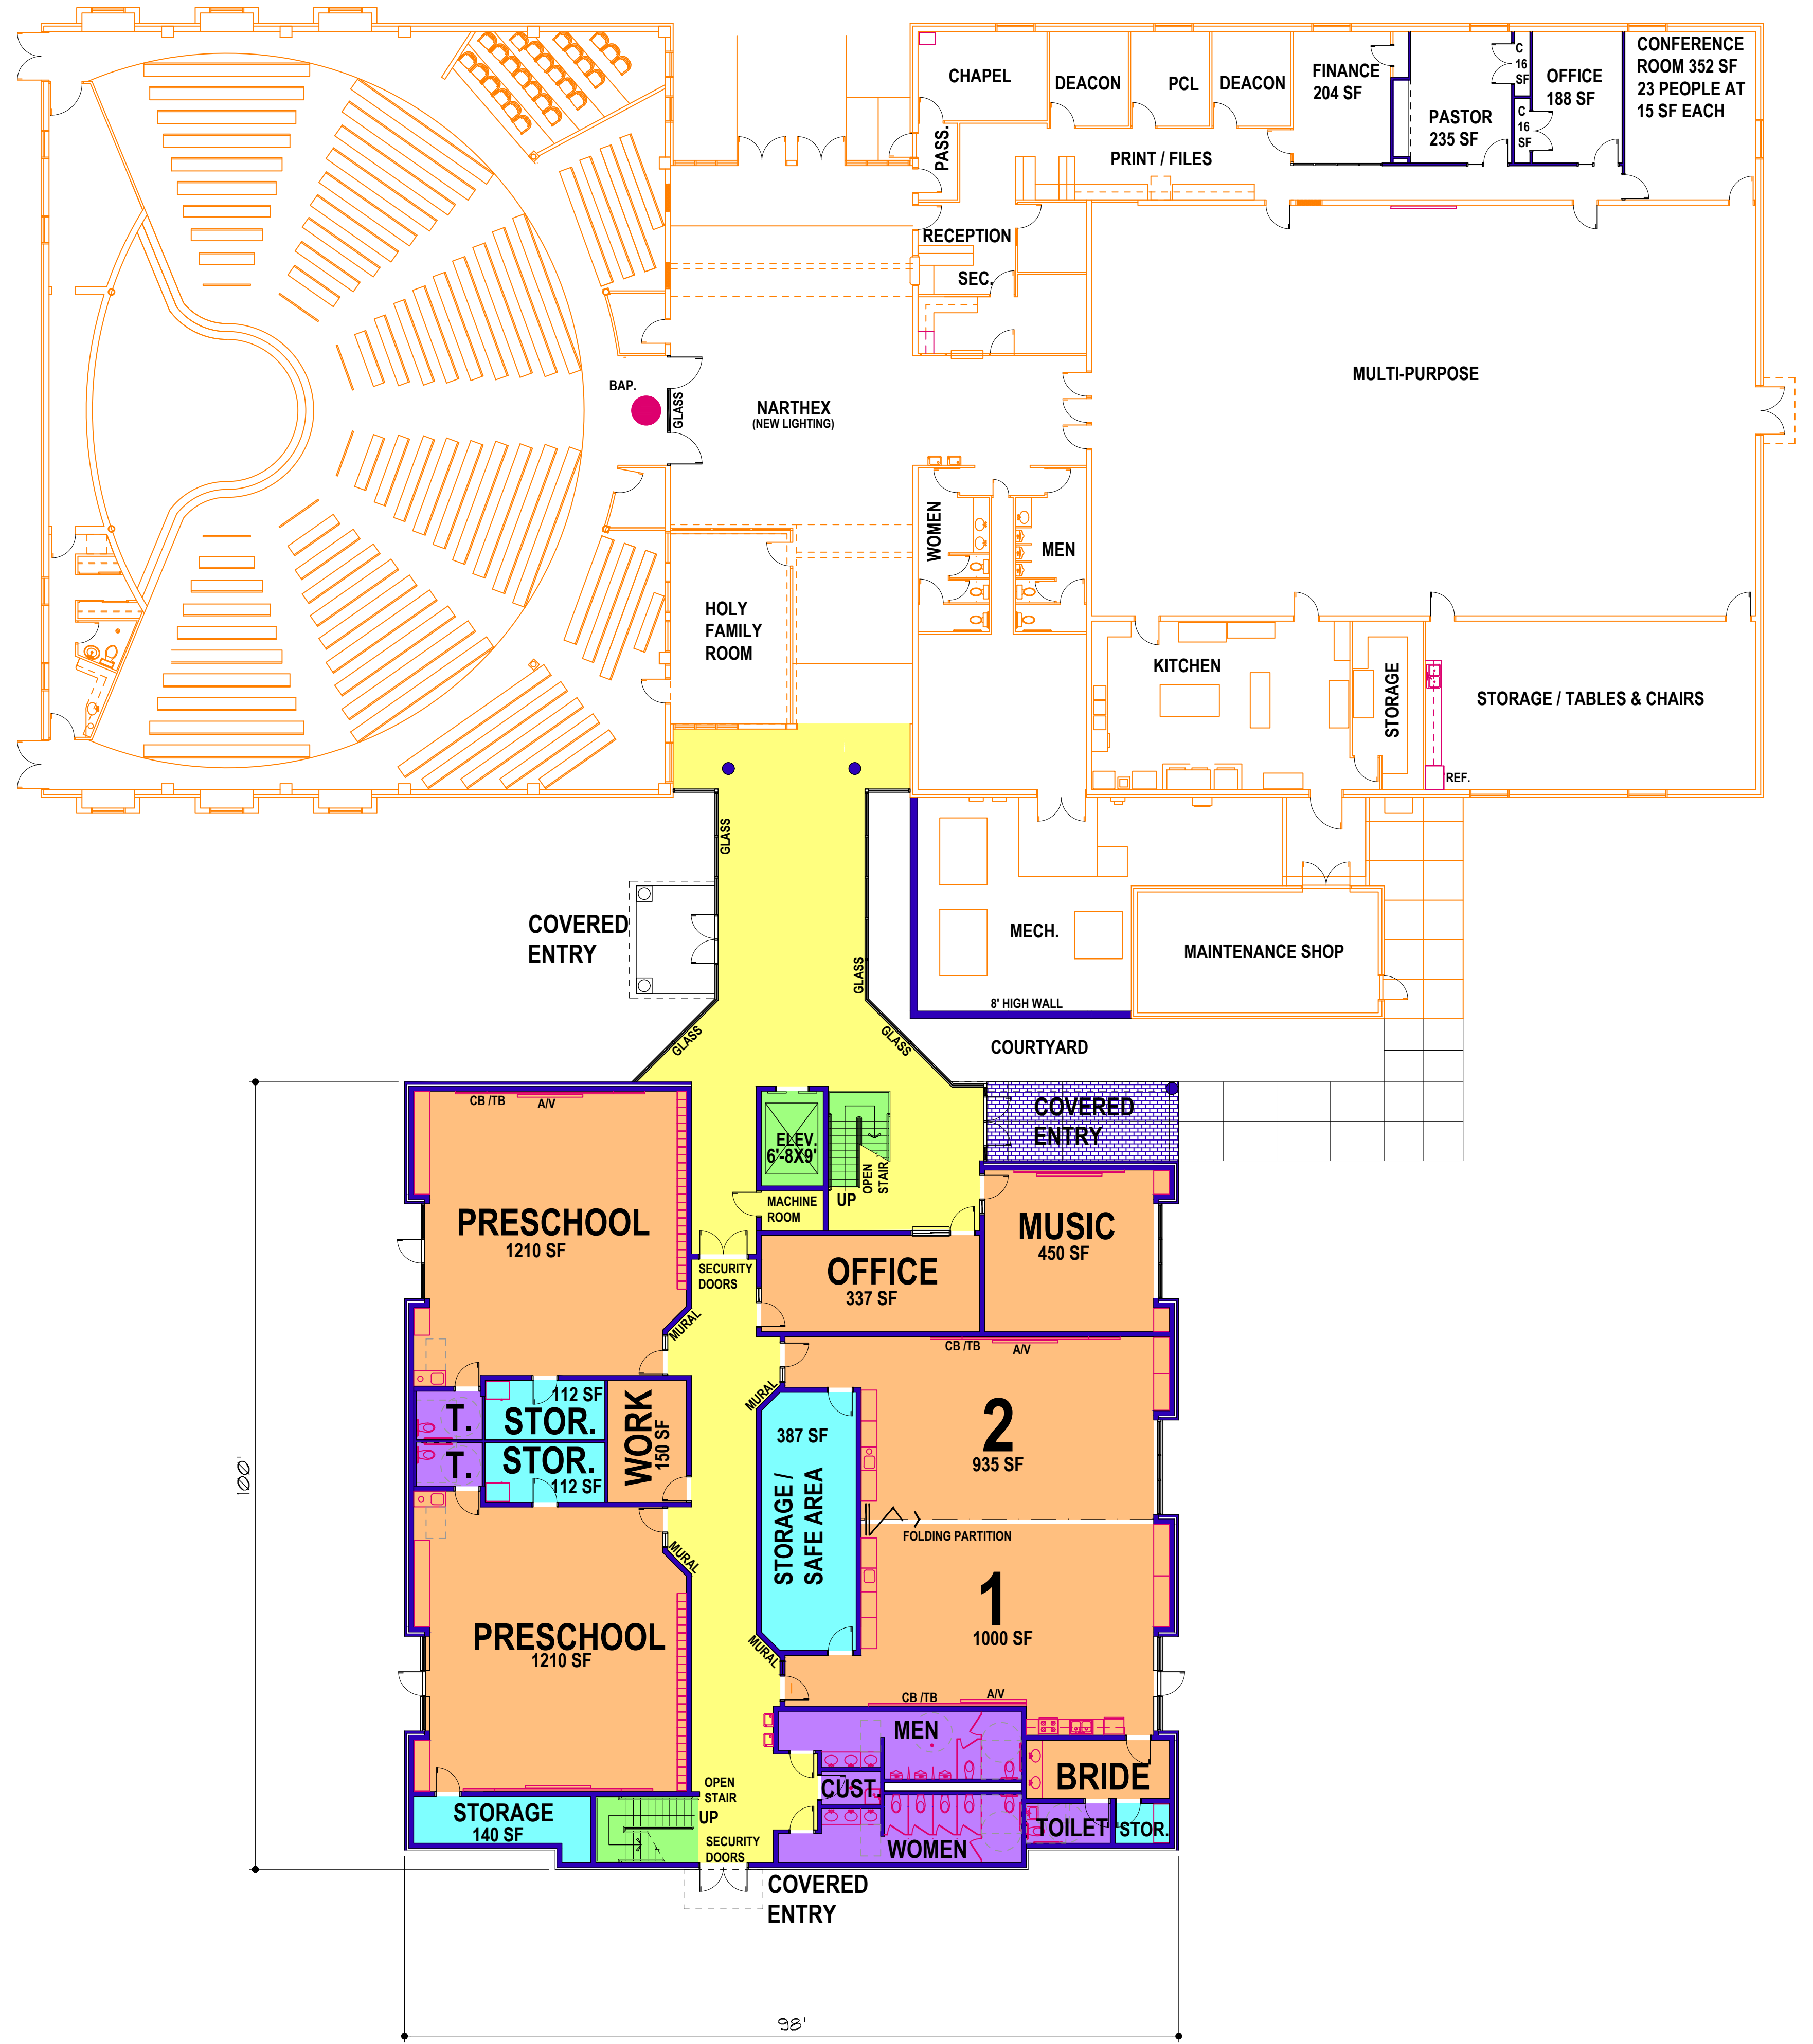 CHAPEL
DEACON
PCL
DEACON
FINANCE
204 SF
PASTOR
235 SF
C
16
SF
C
16
SF
OFFICE
188 SF
CONFERENCE
ROOM 352 SF
23 PEOPLE AT
15 SF EACH
PASS.
PRINT / FILES
RECEPTION
SEC.
MULTI-PURPOSE
BAP.
GLASS
NARTHEX
(NEW LIGHTING)
WOMEN
MEN
HOLY
FAMILY
ROOM
KITCHEN
STORAGE
STORAGE / TABLES & CHAIRS
REF.
GLASS
COVERED
ENTRY
GLASS
MECH.
MAINTENANCE SHOP
8' HIGH WALL
GLASS
GLASS
COURTYARD
CB /TB
A/V
ELEV.
6'-8X9'
OPEN
STAIR
UP
MACHINE
ROOM
COVERED
ENTRY
PRESCHOOL
1210 SF
MUSIC
450 SF
SECURITY
DOORS
OFFICE
337 SF
MURAL
CB /TB
A/V
MURAL
T.
112 SF
STOR.
WORK
150 SF
T.
STOR.
112 SF
387 SF
STORAGE /
SAFE AREA
2
935 SF
100'
FOLDING PARTITION
MURAL
1
1000 SF
PRESCHOOL
1210 SF
MURAL
CB /TB
A/V
MEN
CUST.
BRIDE
OPEN
STAIR
UP
STORAGE
140 SF
SECURITY
DOORS
WOMEN
TOILET
STOR.
COVERED
ENTRY
98'